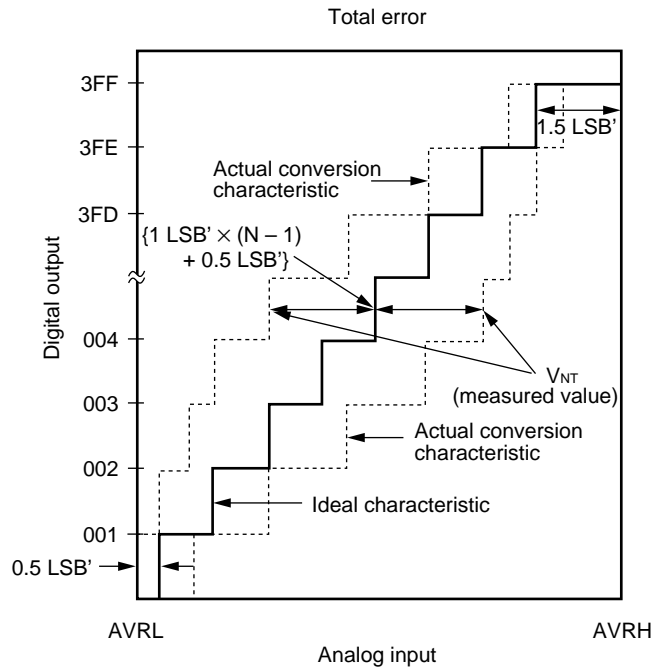 Total error
3FF
1.5 LSB’
3FE
Actual conversion
characteristic
3FD
{1 LSB’ × (N – 1)
+ 0.5 LSB’}
Digital output
004
VNT
(measured value)
003
Actual conversion
characteristic
002
Ideal characteristic
001
0.5 LSB’
AVRL
AVRH
Analog input